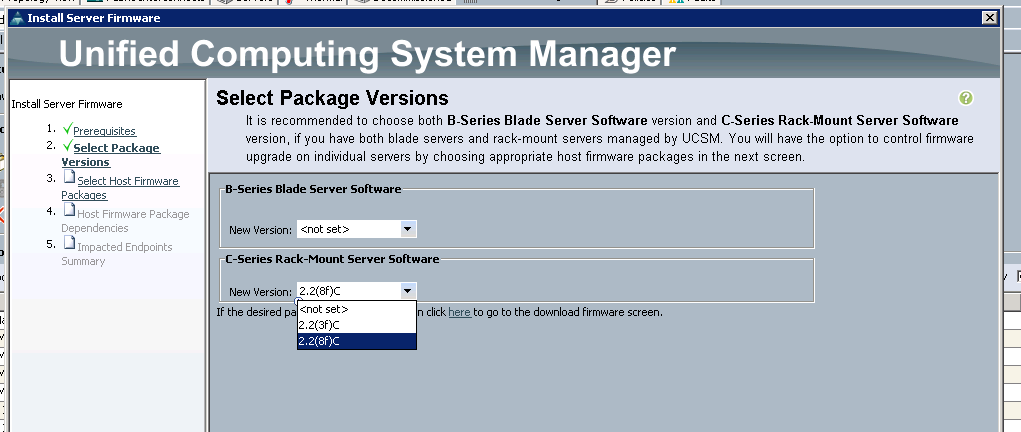 Install Server Firmware
Unified Computing System Manager
Install Server Firmware
1. Prerequisites
2. Select Package
Versions
3. Select Host Firmware
Packages
4. Host Firmware Package
Dependencies
5. Impacted Endpoints
Summary
Select Package Versions
It is recommended to choose both B-Series Blade Server Software version and C-Series Rack-Mount Server Software
version, if you have both blade servers and rack-mount servers managed by UCSM. You will have the option to control firmware
upgrade on individual servers by choosing appropriate host firmware packages in the next screen.
B-Series Blade Server Software
New Version: <not set>
C-Series Rack-Mount Server Software
New Version: 2.2(8f)C
<not set>
2.2(3f)C
2.2(8f)C
If the desired click here to go to the download firmware screen.